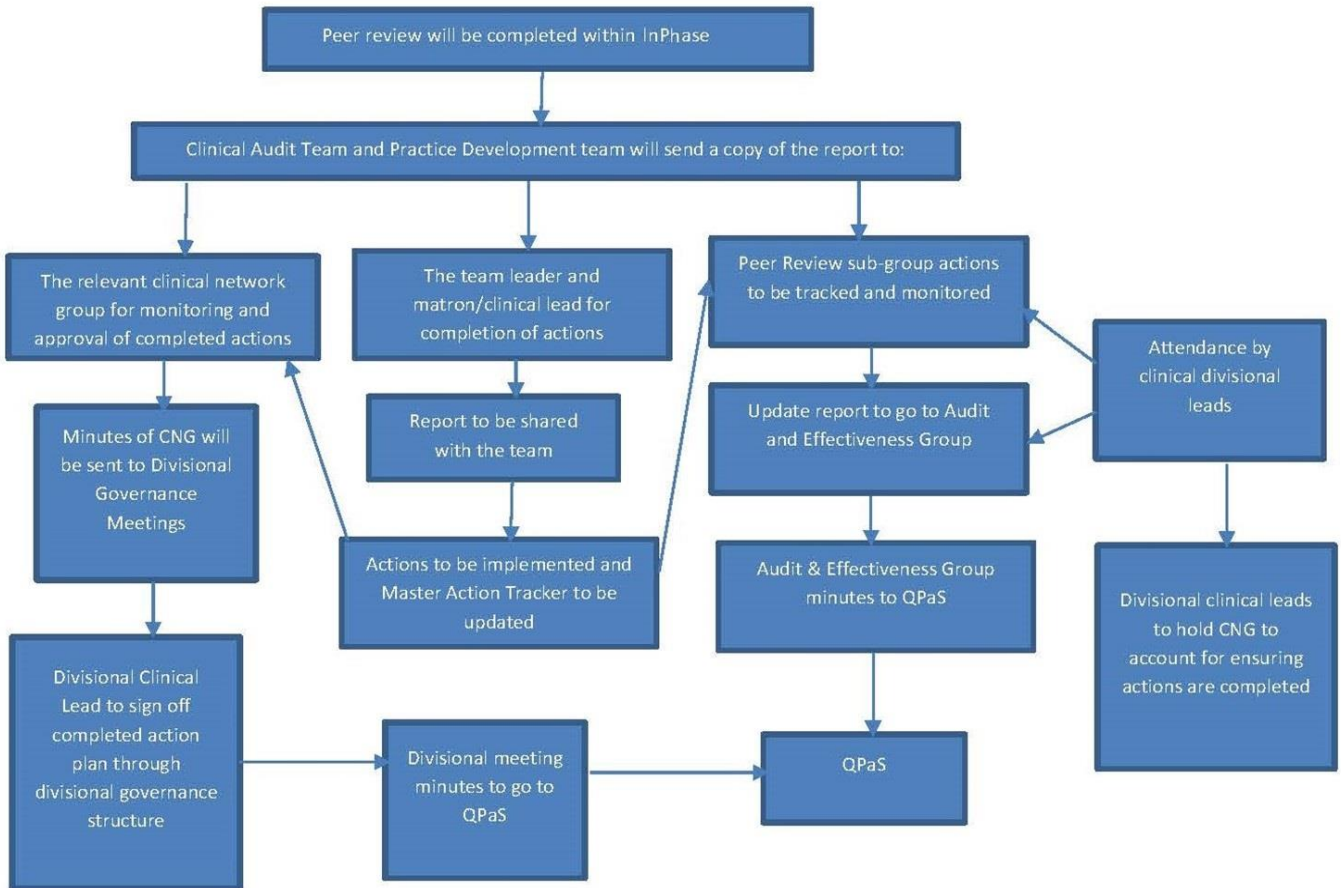 Peer review will be completed within InPhase
Clinical Audit Team and Practice Development team will send a copy of the report to:
The relevant clinical network
group for monitoring and
approval of completed actions
The team leader and
matron/clinical lead for
completion of actions
Peer Review sub-group actions
to be tracked and monitored
Attendance by
clinical divisional
leads
Minutes of CNG will
be sent to Divisional
Governance
Meetings
Report to be shared
with the team
Update report to go to Audit
and Effectiveness Group
Actions to be implemented and
Master Action Tracker to be
updated
Audit & Effectiveness Group
minutes to QPaS
Divisional clinical leads
to hold CNG to
account for ensuring
actions are completed
Divisional Clinical
Lead to sign off
completed action
plan through
divisional governance
structure
Divisional meeting
minutes to go to
QPaS
QPaS